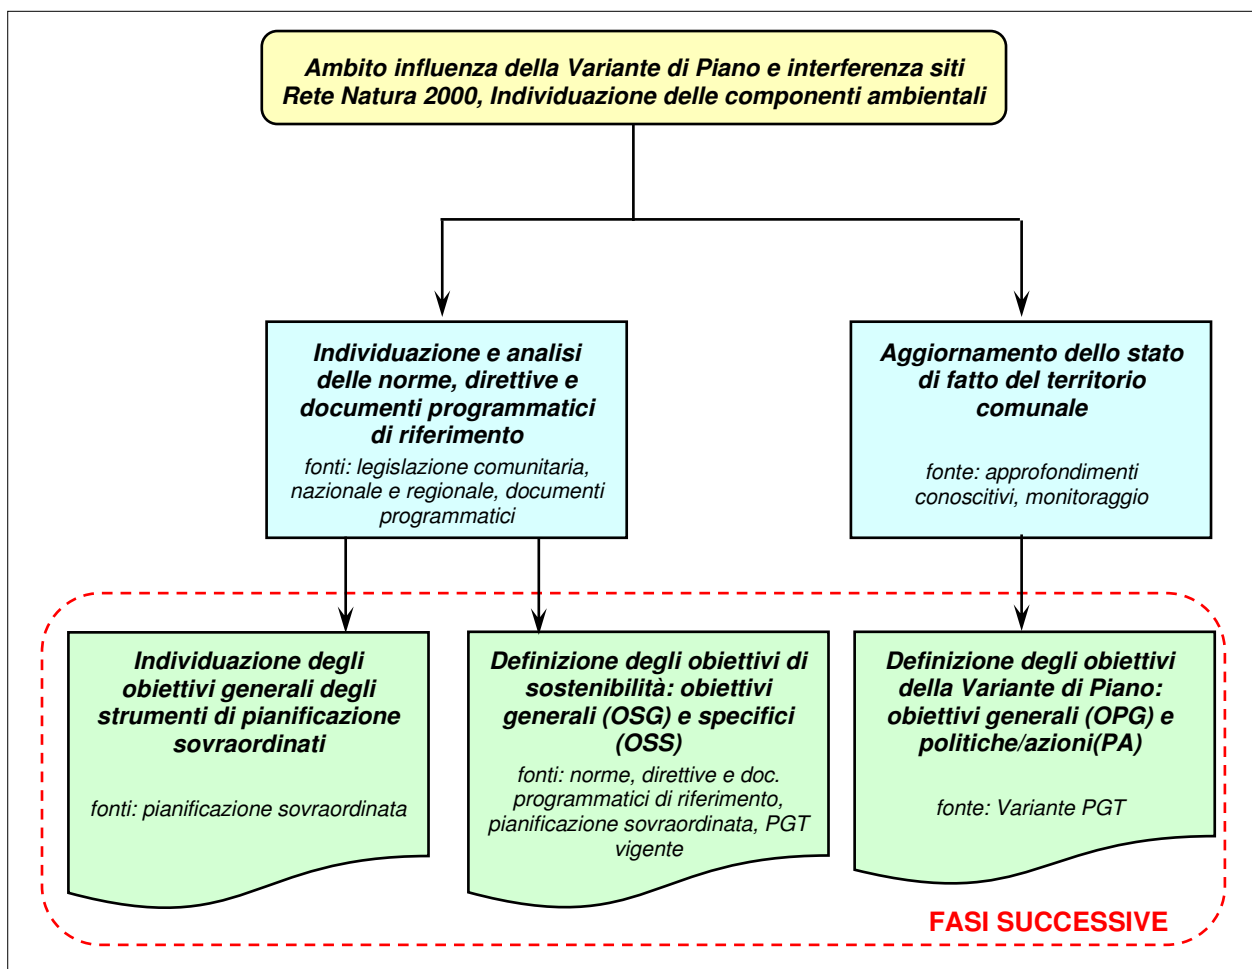 Ambito influenza della Variante di Piano e interferenza siti
Rete Natura 2000, Individuazione delle componenti ambientali
Individuazione e analisi
delle norme, direttive e
documenti programmatici
di riferimento
fonti: legislazione comunitaria,
nazionale e regionale, documenti
programmatici
Aggiornamento dello stato
di fatto del territorio
comunale
fonte: approfondimenti
conoscitivi, monitoraggio
Individuazione degli
obiettivi generali degli
strumenti di pianificazione
sovraordinati
fonti: pianificazione sovraordinata
Definizione degli obiettivi di
sostenibilità: obiettivi
generali (OSG) e specifici
(OSS)
fonti: norme, direttive e doc.
programmatici di riferimento,
pianificazione sovraordinata, PGT
vigente
Definizione degli obiettivi
della Variante di Piano:
obiettivi generali (OPG) e
politiche/azioni(PA)
fonte: Variante PGT
FASI SUCCESSIVE